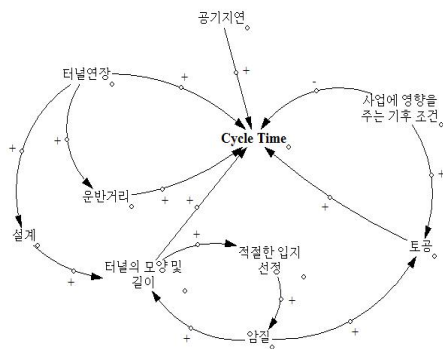 공기지연
터널연장
사업에 영향을
주는 기후 조건
Cycle Time
운반거리
설계
터널의 모양 및
길이
적절한 입지
선정
토공
암질
+
+
-
+
+
+
+
+
+
+
+
+
+
+
+